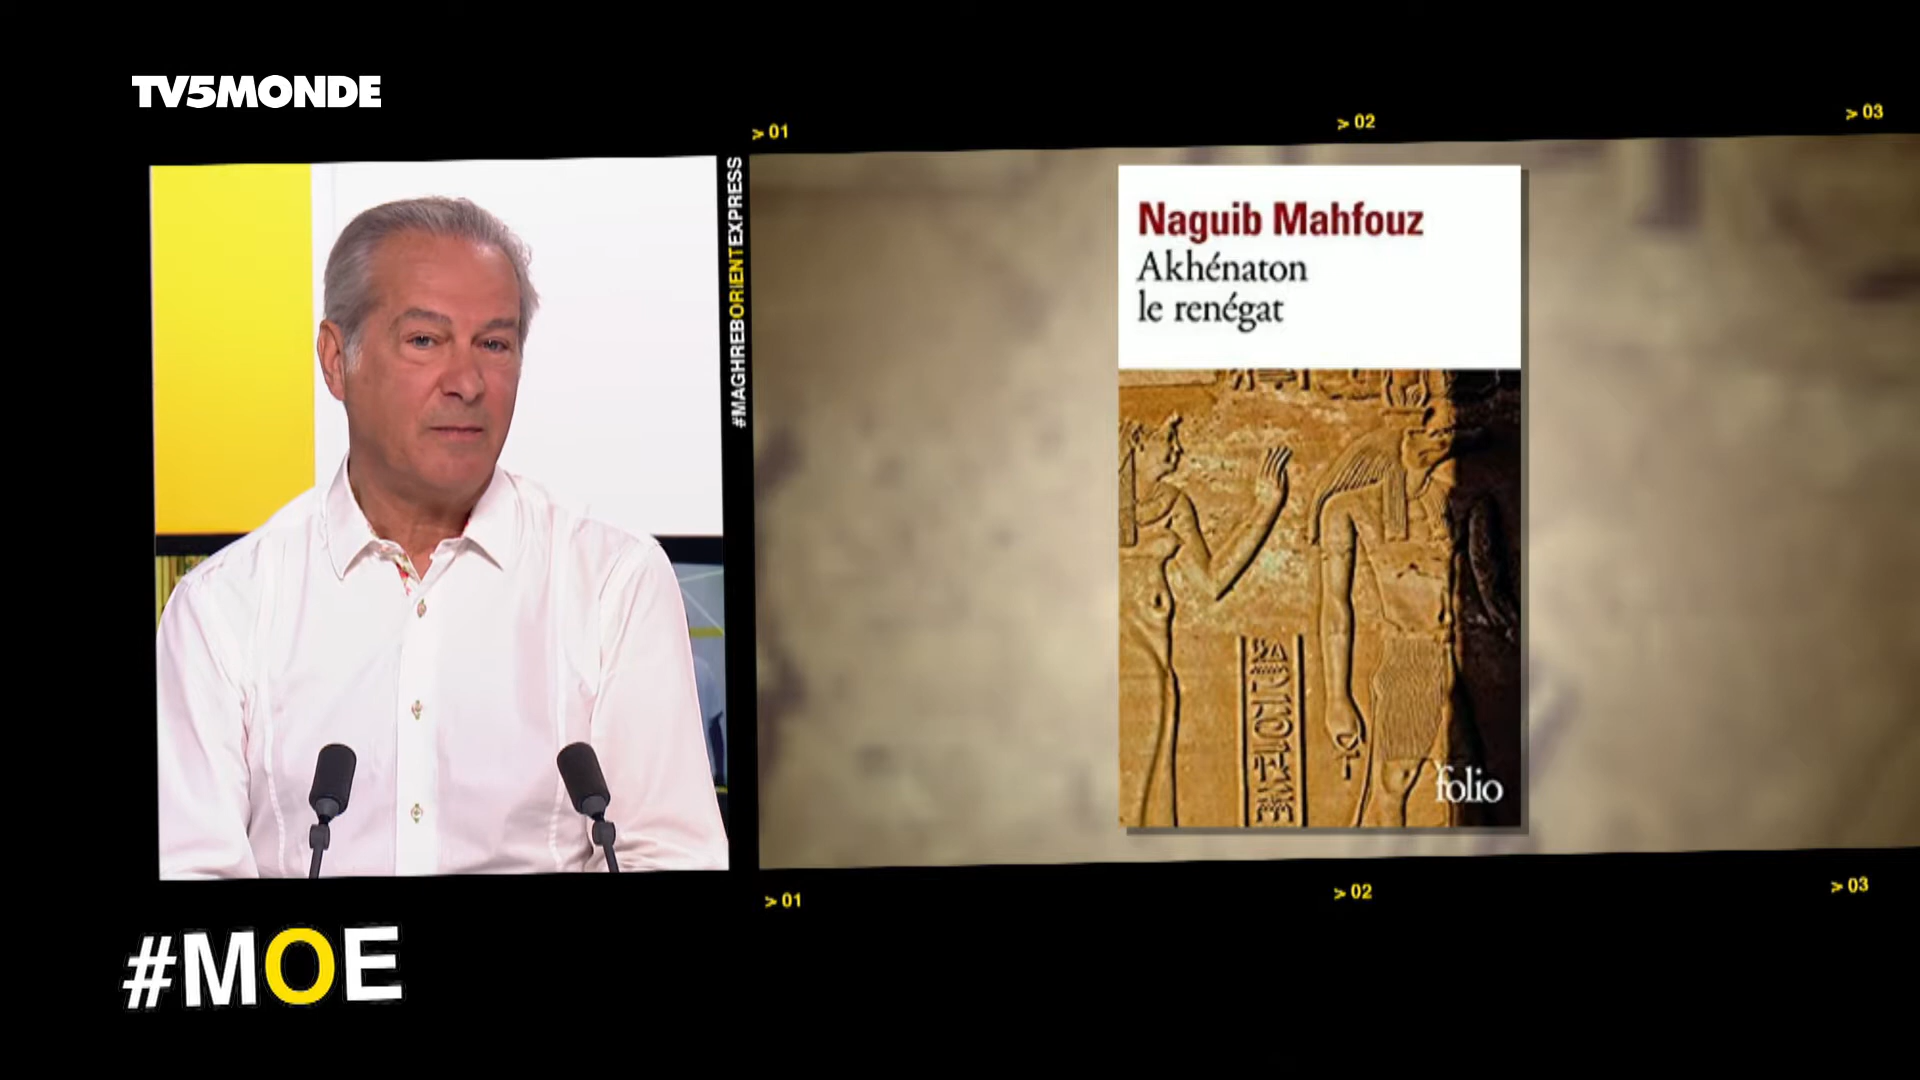 TV5MONDE
> 01
> 02
> 03
#MAGHREBORIENTEXPRESS
Naguib Mahfouz
Akhénaton
le renégat
folio
> 01
> 02
> 03
#MOE